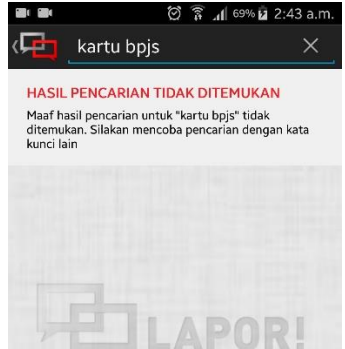 69% 2:43 a.m.
kartu bpjs
HASIL PENCARIAN TIDAK DITEMUKAN
Maaf hasil pencarian untuk "kartu bpjs" tidak
ditemukan. Silakan mencoba pencarian dengan kata
kunci lain
LAPOR!